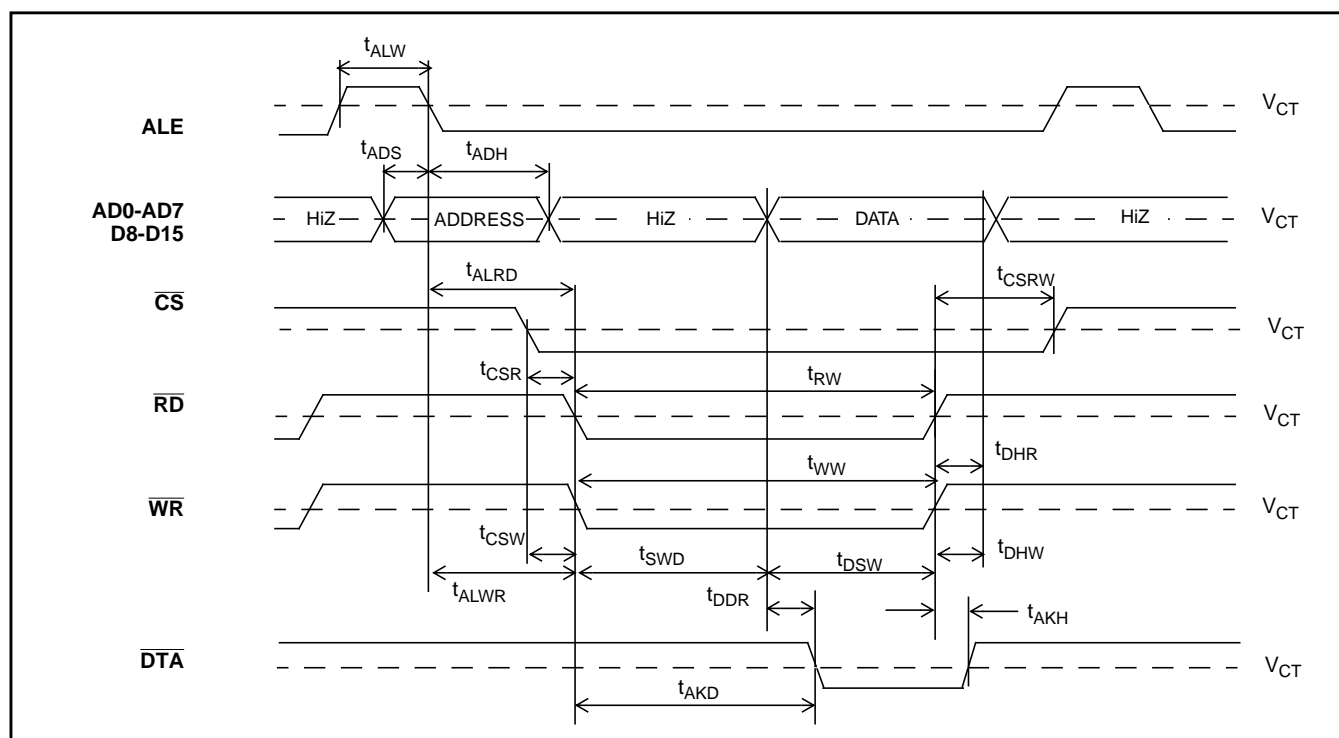 tALW
ALE
VCT
tADS
tADH
AD0-AD7
D8-D15
HiZ
ADDRESS
HiZ
DATA
HiZ
VCT
tALRD
tCSRW
CS
VCT
tCSR
tRW
RD
VCT
tDHR
tWW
WR
VCT
tCSW
tSWD
tDSW
tDHW
tALWR
tDDR
tAKH
DTA
VCT
tAKD